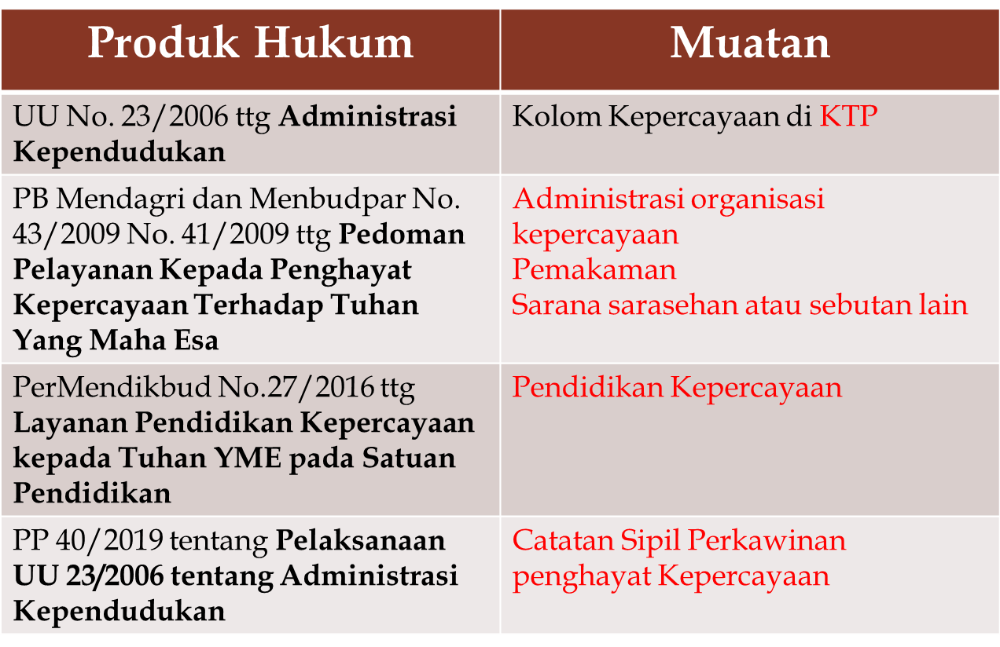 Produk Hukum
Muatan
UU No. 23/2006 ttg Administrasi
Kependudukan
Kolom Kepercayaan di KTP
PB Mendagri dan Menbudpar No.
43/2009 No. 41/2009 ttg Pedoman
Pelayanan Kepada Penghayat
Kepercayaan Terhadap Tuhan
Yang Maha Esa
Administrasi organisasi
kepercayaan
Pemakaman
Sarana sarasehan atau sebutan lain
PerMendikbud No.27/2016 ttg
Layanan Pendidikan Kepercayaan
kepada Tuhan YME pada Satuan
Pendidikan
Pendidikan Kepercayaan
PP 40/2019 tentang Pelaksanaan
UU 23/2006 tentang Administrasi
Kependudukan
Catatan Sipil Perkawinan
penghayat Kepercayaan